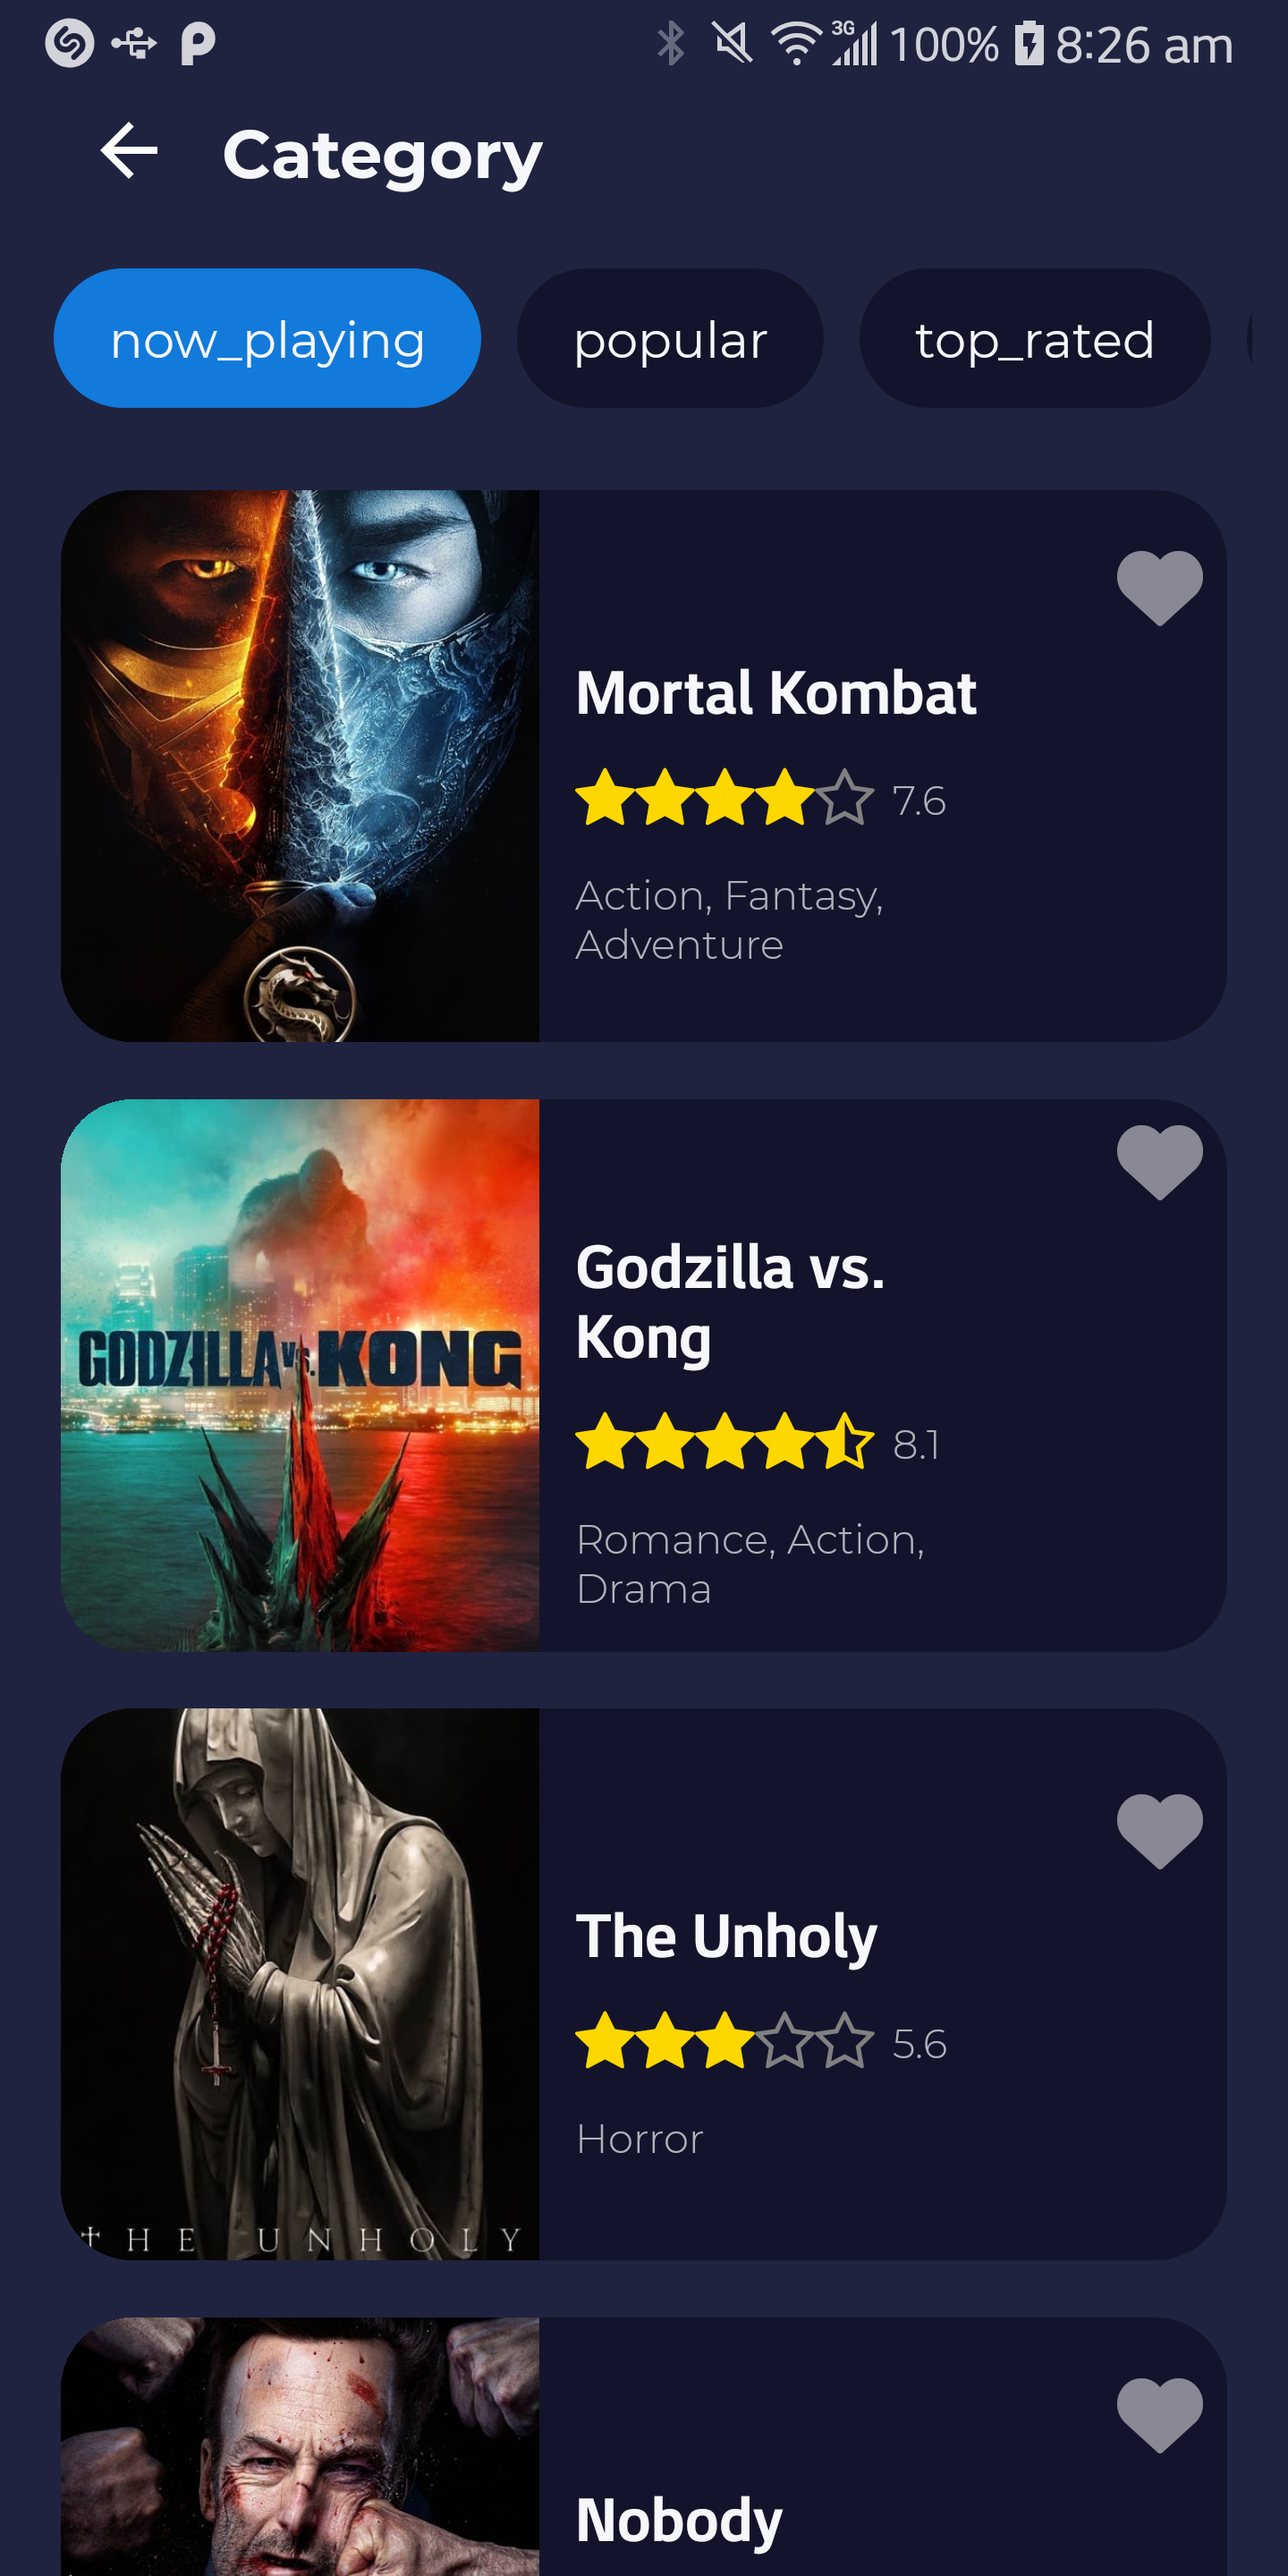 3G 100% 8:26 am
Category
now_playing popular top_rated
Mortal Kombat
7.6
Action, Fantasy,
Adventure
GODZILLA VS. KONG
Godzilla vs.
Kong
8.1
Romance, Action,
Drama
The Unholy
5.6
Horror
THE UNHOLY
Nobody